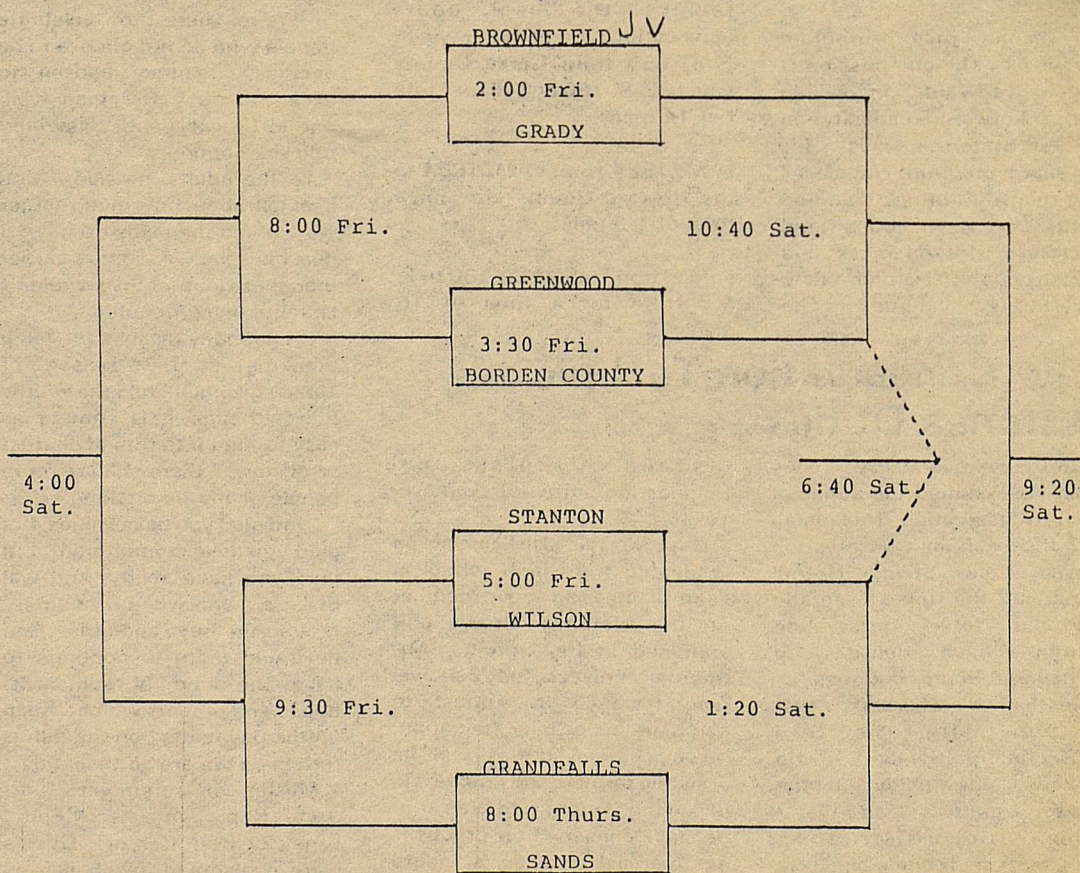 BROWNFIELD JV
2:00 Fri.
GRADY
8:00 Fri.
10:40 Sat.
GREENWOOD
3:30 Fri.
BORDEN COUNTY
4:00
Sat.
6:40 Sat.
9:20
Sat.
STANTON
5:00 Fri.
WILSON
9:30 Fri.
1:20 Sat.
GRANDFALLS
8:00 Thurs.
SANDS